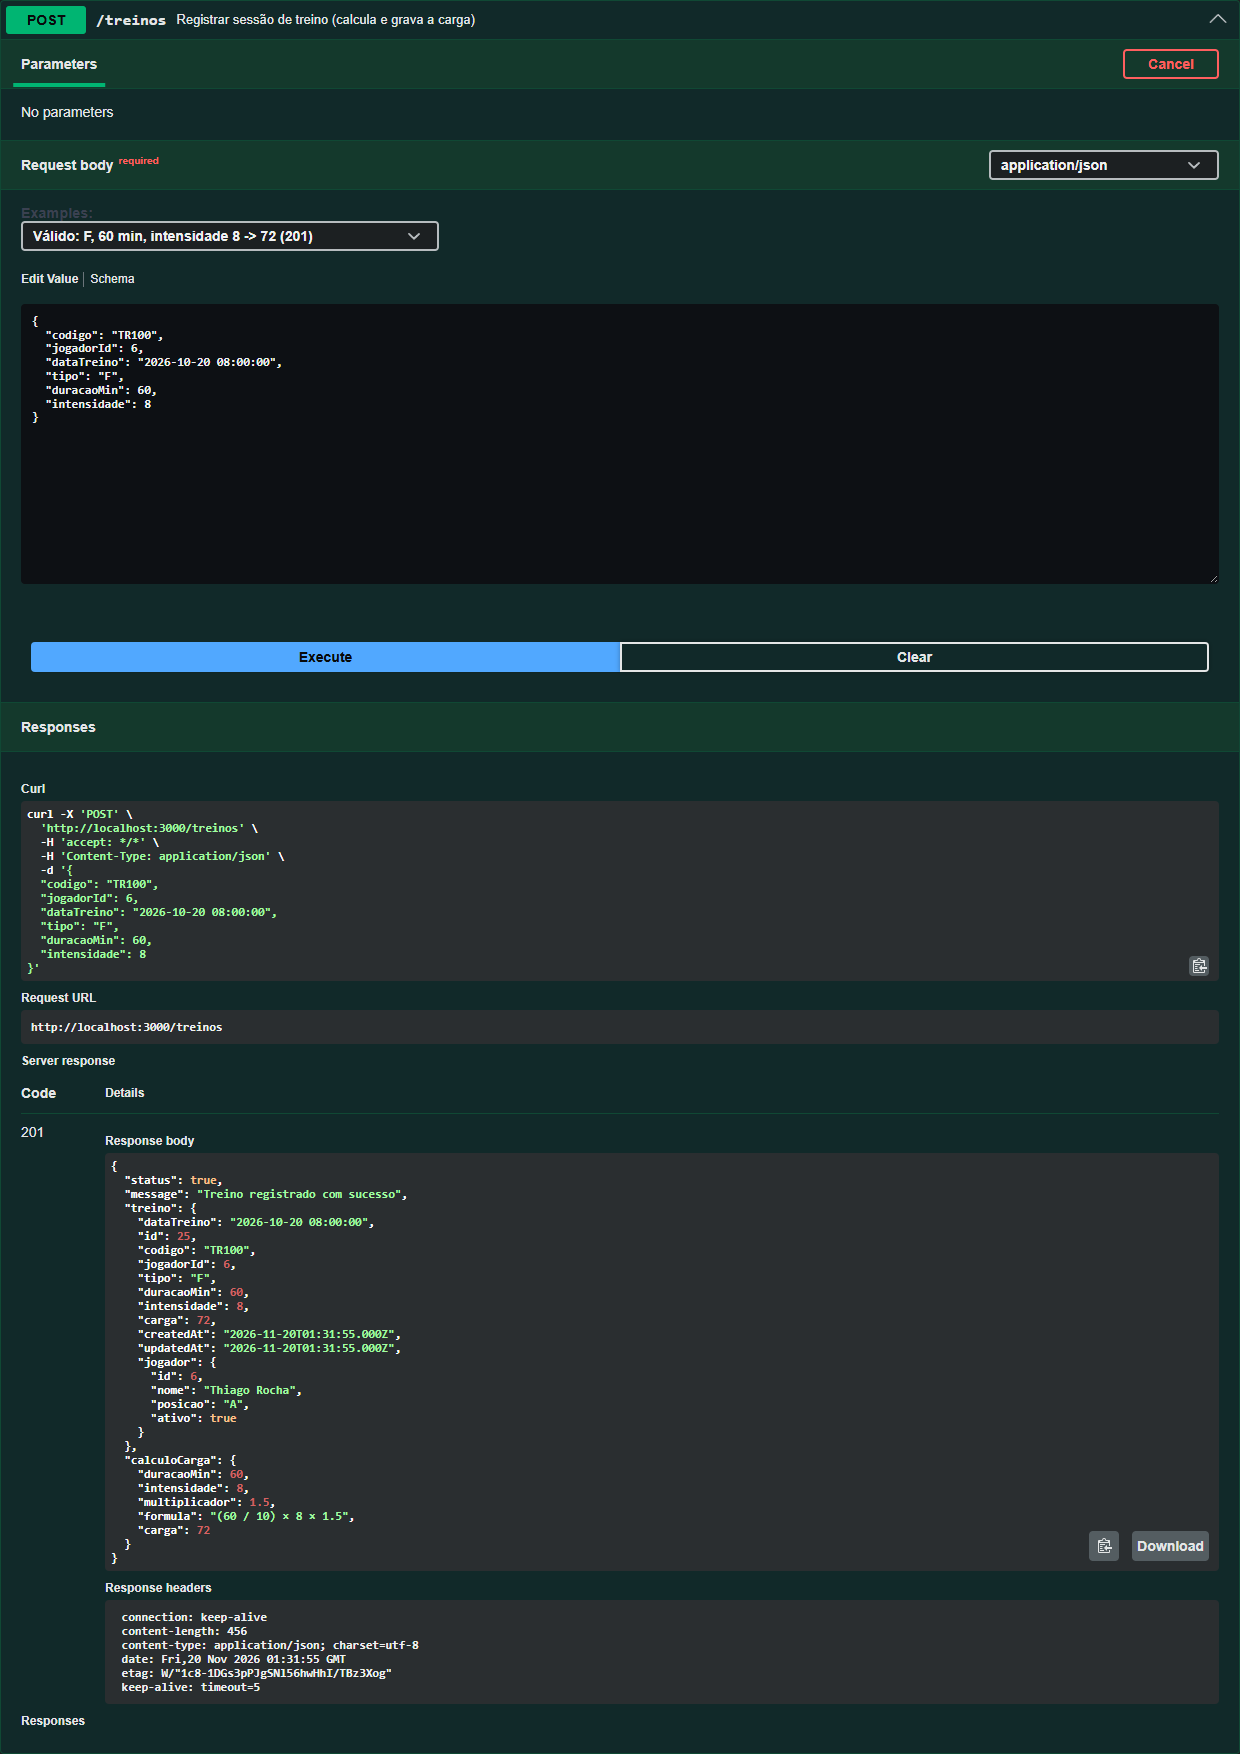 POST /treinos Registrar sessão de treino (calcula e grava a carga)
Parameters
Cancel
No parameters
Request body required
application/json
Examples:
Válido: F, 60 min, intensidade 8 -> 72 (201)
Edit Value | Schema
{
  "codigo": "TR100",
  "jogadorId": 6,
  "dataTreino": "2026-10-20 08:00:00",
  "tipo": "F",
  "duracaoMin": 60,
  "intensidade": 8
}
Execute
Clear
Responses
Curl
curl -X 'POST' \
  'http://localhost:3000/treinos' \
  -H 'accept: */*' \
  -H 'Content-Type: application/json' \
  -d '{
  "codigo": "TR100",
  "jogadorId": 6,
  "dataTreino": "2026-10-20 08:00:00",
  "tipo": "F",
  "duracaoMin": 60,
  "intensidade": 8
}'
Request URL
http://localhost:3000/treinos
Server response
Code Details
201
Response body
{
  "status": true,
  "message": "Treino registrado com sucesso",
  "treino": {
    "dataTreino": "2026-10-20 08:00:00",
    "id": 25,
    "codigo": "TR100",
    "jogadorId": 6,
    "tipo": "F",
    "duracaoMin": 60,
    "intensidade": 8,
    "carga": 72,
    "createdAt": "2026-11-20T01:31:55.000Z",
    "updatedAt": "2026-11-20T01:31:55.000Z",
    "jogador": {
      "id": 6,
      "nome": "Thiago Rocha",
      "posicao": "A",
      "ativo": true
    }
  },
  "calculoCarga": {
    "duracaoMin": 60,
    "intensidade": 8,
    "multiplicador": 1.5,
    "formula": "(60 / 10) × 8 × 1.5",
    "carga": 72
  }
}
Download
Response headers
connection: keep-alive
content-length: 456
content-type: application/json; charset=utf-8
date: Fri,20 Nov 2026 01:31:55 GMT
etag: W/"1c8-1DGs3pPJgSNl56hwHhI/TBz3Xog"
keep-alive: timeout=5
Responses